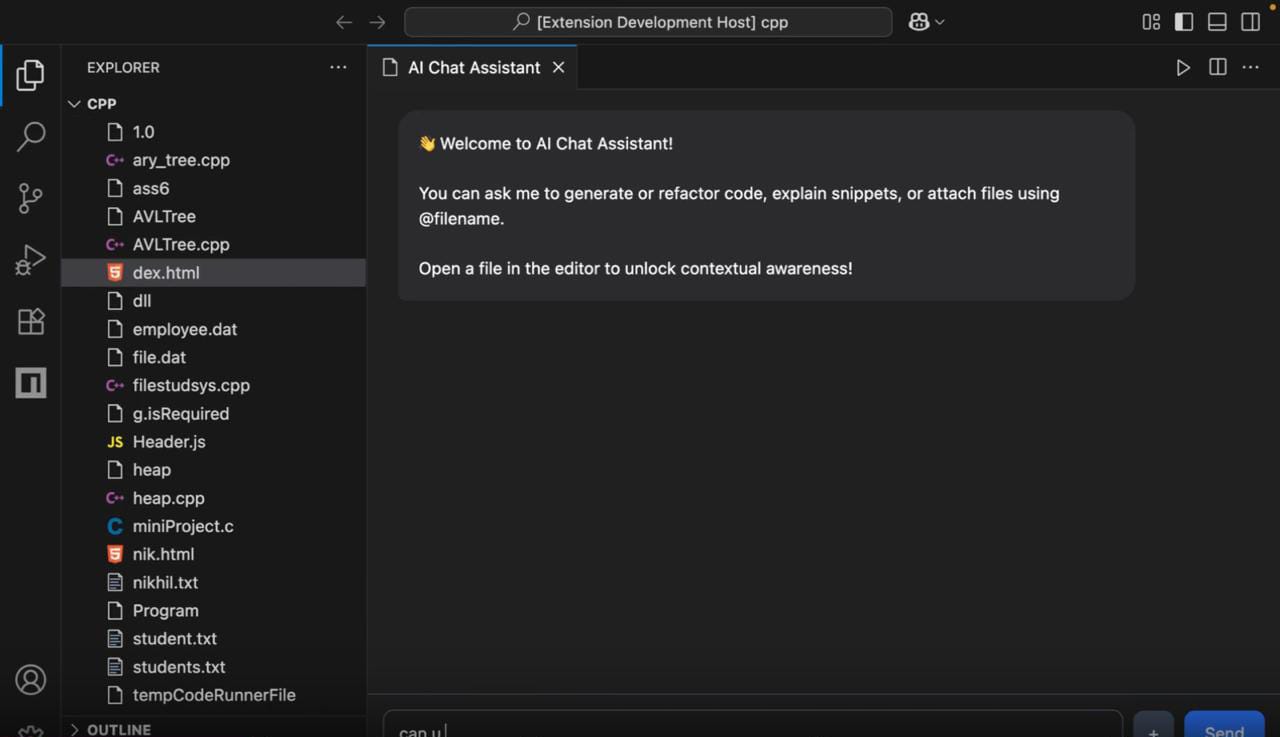 [Extension Development Host] cpp
EXPLORER
AI Chat Assistant
CPP
1.0
ary_tree.cpp
ass6
AVLTree
AVLTree.cpp
dex.html
dll
employee.dat
file.dat
filestudsys.cpp
g.isRequired
JS Header.js
heap
heap.cpp
miniProject.c
nik.html
nikhil.txt
Program
student.txt
students.txt
tempCodeRunnerFile
OUTLINE
👋 Welcome to AI Chat Assistant!
You can ask me to generate or refactor code, explain snippets, or attach files using
@filename.
Open a file in the editor to unlock contextual awareness!
can u
+
Send